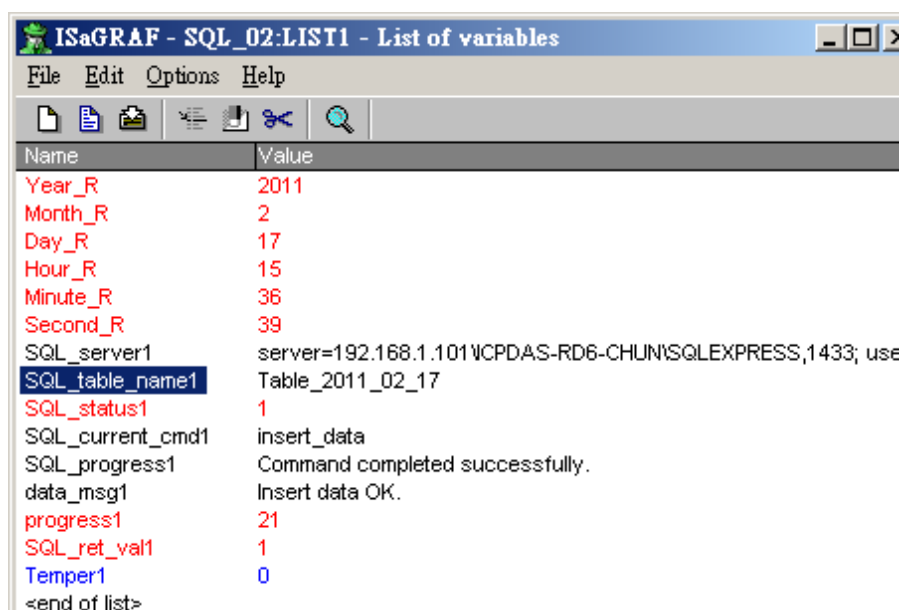 ISaGRAF - SQL_02:LIST1 - List of variables
File Edit Options Help
Name Value
Year_R 2011
Month_R 2
Day_R 17
Hour_R 15
Minute_R 36
Second_R 39
SQL_server1 server=192.168.1.101\ICPDAS-RD6-CHUN\SQLEXPRESS,1433; use
SQL_table_name1 Table_2011_02_17
SQL_status1 1
SQL_current_cmd1 insert_data
SQL_progress1 Command completed successfully.
data_msg1 Insert data OK.
progress1 21
SQL_ret_val1 1
Temper1 0
<end of list>